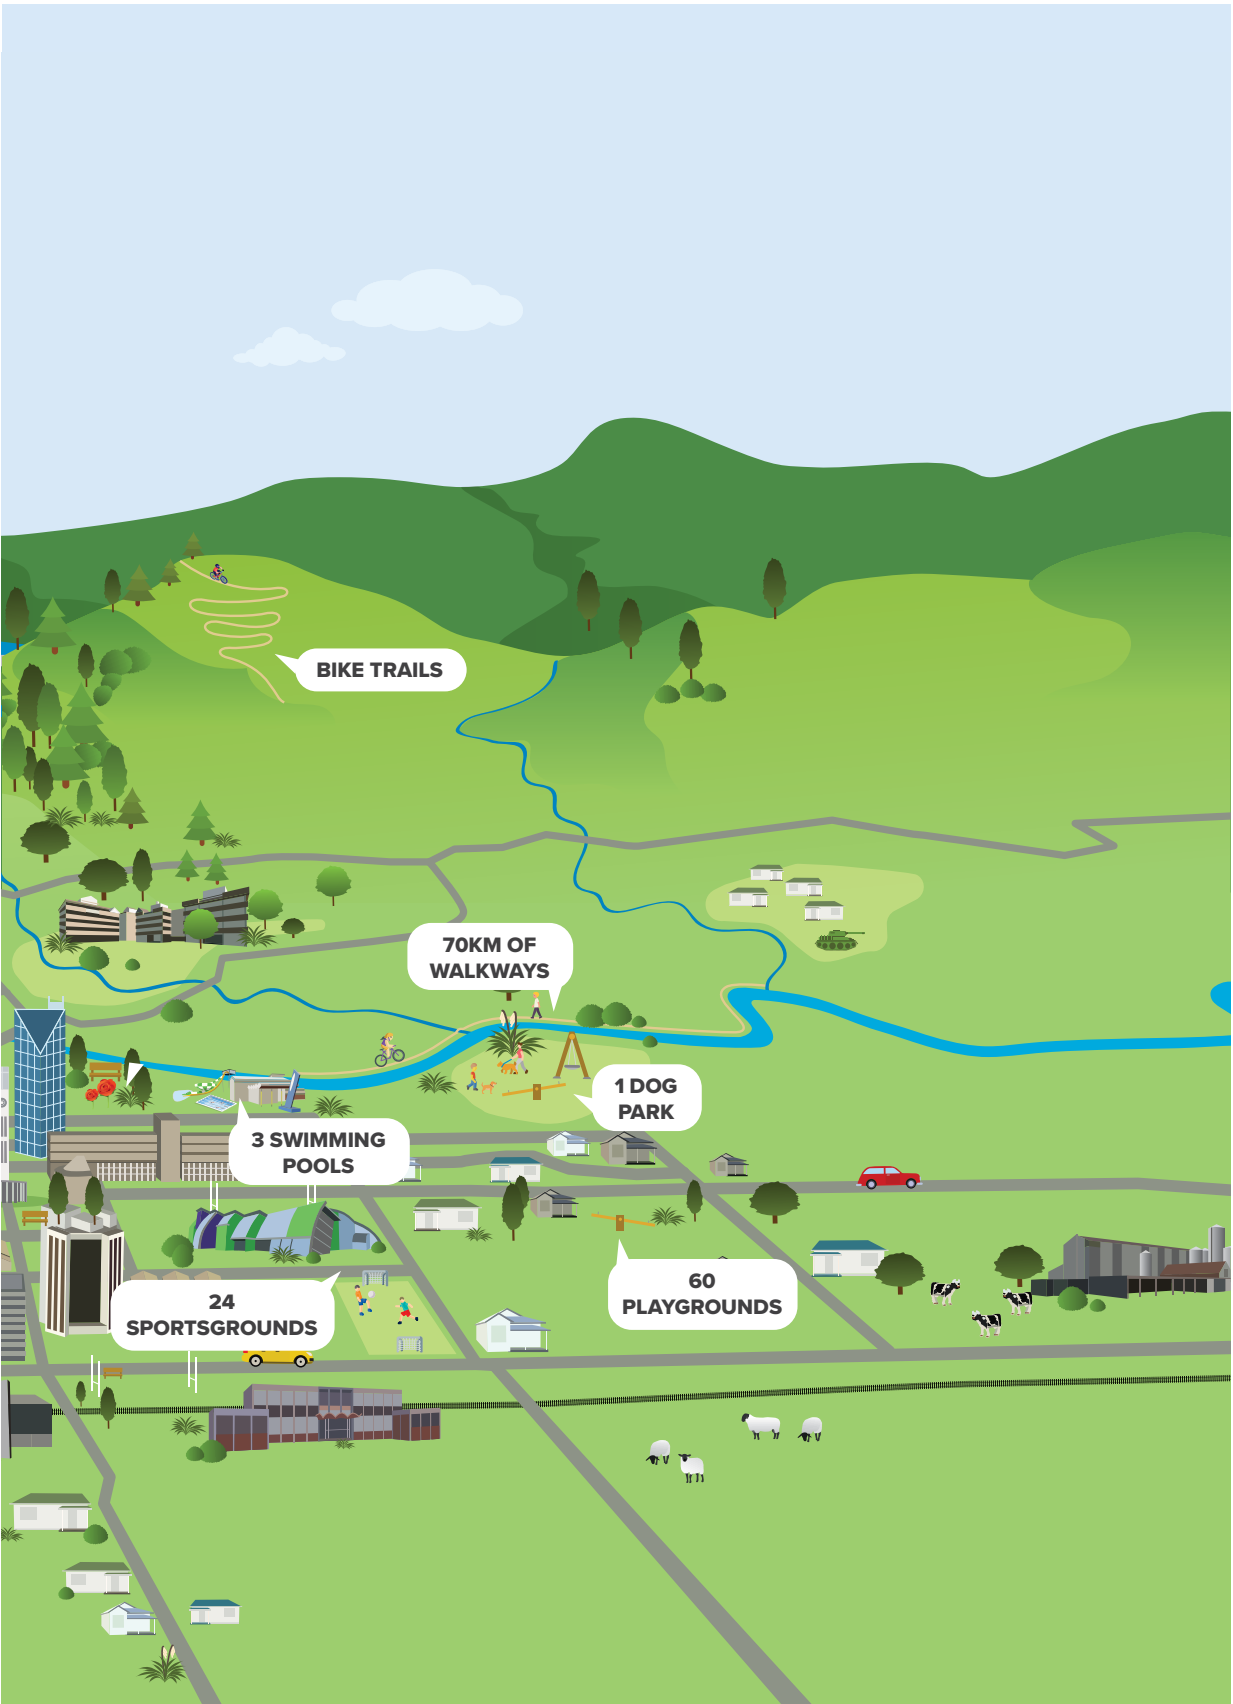 BIKE TRAILS
70KM OF
WALKWAYS
1 DOG
PARK
3 SWIMMING
POOLS
60
PLAYGROUNDS
24
SPORTSGROUNDS